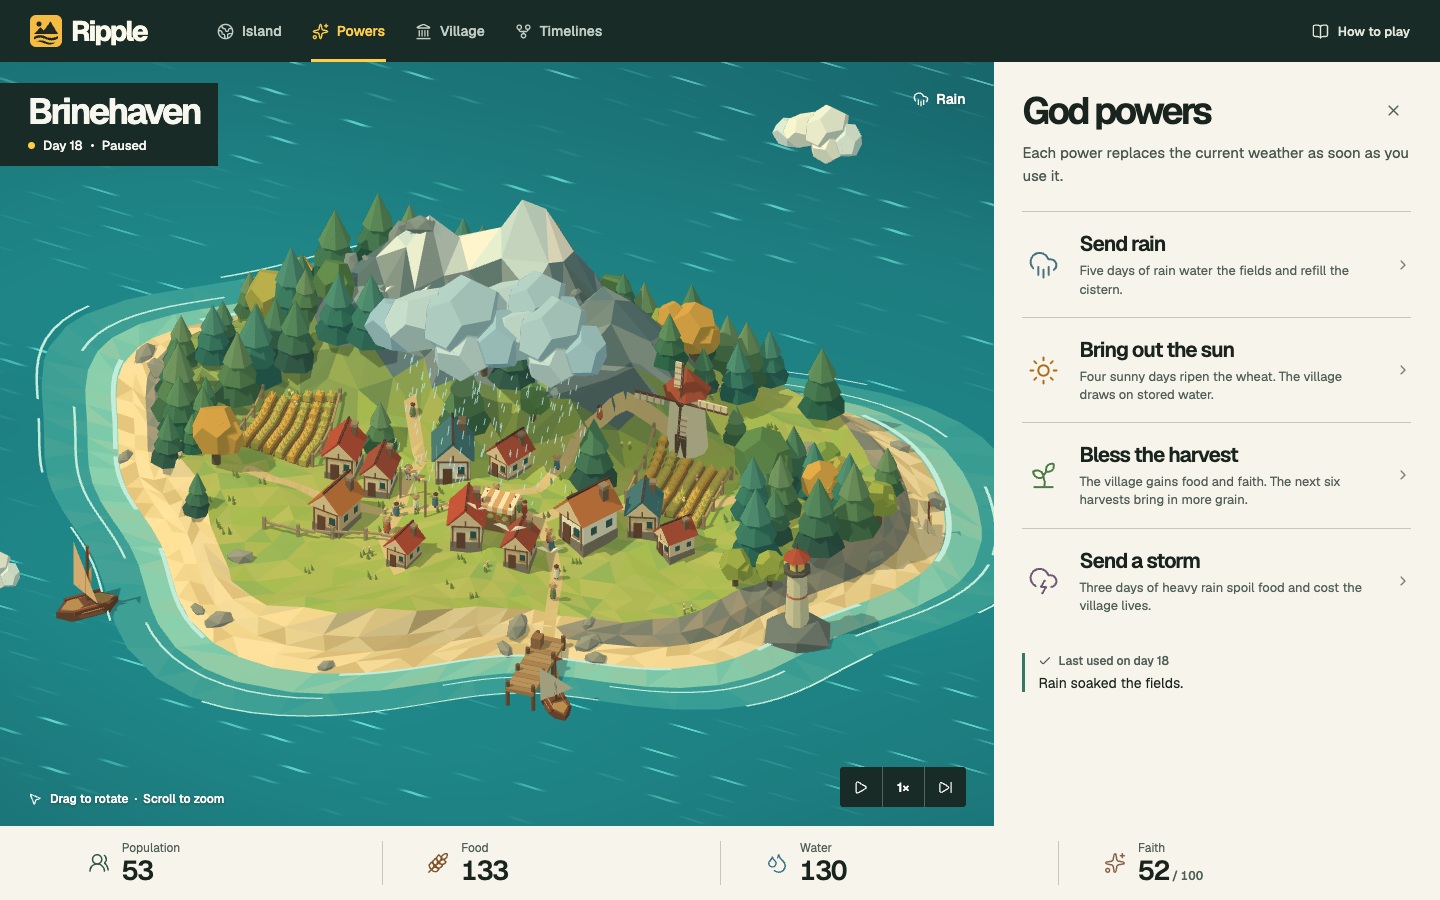 Ripple
Island
Powers
Village
Timelines
How to play
Brinehaven
Day 18 • Paused
Rain
Drag to rotate · Scroll to zoom
1×
God powers
Each power replaces the current weather as soon as you
use it.
Send rain
Five days of rain water the fields and refill the
cistern.
Bring out the sun
Four sunny days ripen the wheat. The village
draws on stored water.
Bless the harvest
The village gains food and faith. The next six
harvests bring in more grain.
Send a storm
Three days of heavy rain spoil food and cost the
village lives.
Last used on day 18
Rain soaked the fields.
Population
53
Food
133
Water
130
Faith
52 / 100